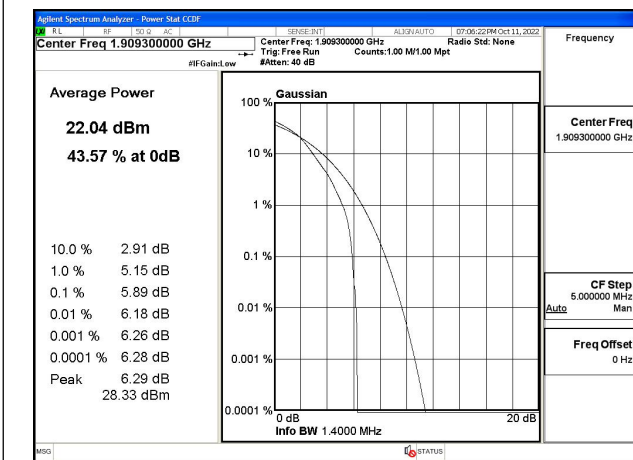 Agilent Spectrum Analyzer - Power Stat CCDF
LXI RL RF 50 Ω AC SENSE:INT ALIGN AUTO 07:06:22 PM Oct 11, 2022
Center Freq 1.909300000 GHz
Center Freq: 1.909300000 GHz Radio Std: None
Trig: Free Run Counts:1.00 M/1.00 Mpt
#IFGain:Low #Atten: 40 dB
Frequency
Average Power
22.04 dBm
43.57 % at 0dB
10.0 % 2.91 dB
1.0 % 5.15 dB
0.1 % 5.89 dB
0.01 % 6.18 dB
0.001 % 6.26 dB
0.0001 % 6.28 dB
Peak 6.29 dB
28.33 dBm
Gaussian
100 %
10 %
1 %
0.1 %
0.01 %
0.001 %
0.0001 %
0 dB 20 dB
Info BW 1.4000 MHz
Center Freq
1.909300000 GHz
CF Step
5.000000 MHz
Auto Man
Freq Offset
0 Hz
MSG STATUS